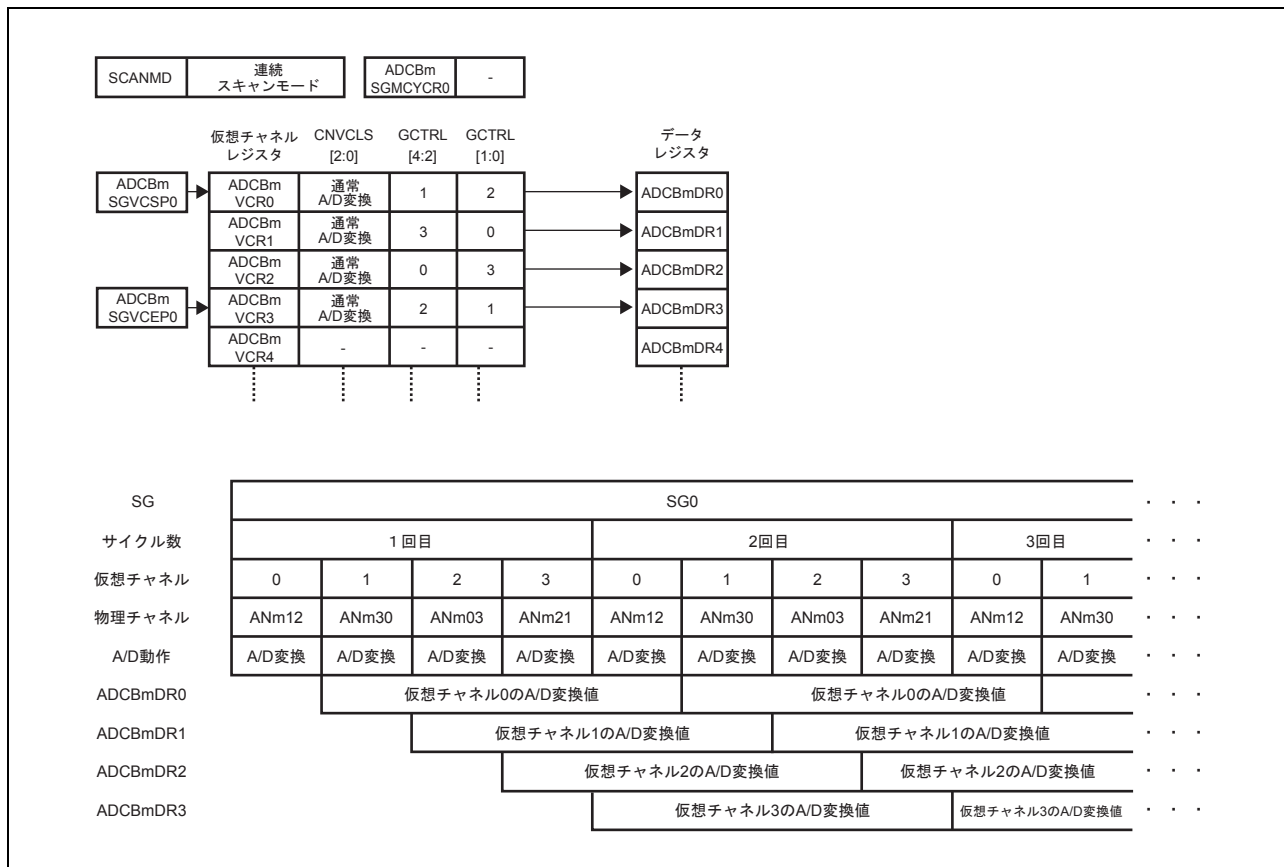 SCANMD 連続 スキャンモード ADCBm SGMCYCR0 -
仮想チャネル レジスタ CNVCLS [2:0] GCTRL [4:2] GCTRL [1:0] データ レジスタ
ADCBm SGVCSP0 ADCBm VCR0 通常 A/D変換 1 2 ADCBmDR0
ADCBm VCR1 通常 A/D変換 3 0 ADCBmDR1
ADCBm VCR2 通常 A/D変換 0 3 ADCBmDR2
ADCBm SGVCEP0 ADCBm VCR3 通常 A/D変換 2 1 ADCBmDR3
ADCBm VCR4 - - - ADCBmDR4
SG SG0 ・ ・ ・
サイクル数 1回目 2回目 3回目 ・ ・ ・
仮想チャネル 0 1 2 3 0 1 2 3 0 1 ・ ・ ・
物理チャネル ANm12 ANm30 ANm03 ANm21 ANm12 ANm30 ANm03 ANm21 ANm12 ANm30 ・ ・ ・
A/D動作 A/D変換 A/D変換 A/D変換 A/D変換 A/D変換 A/D変換 A/D変換 A/D変換 A/D変換 A/D変換 ・ ・ ・
ADCBmDR0 仮想チャネル0のA/D変換値 仮想チャネル0のA/D変換値 ・ ・ ・
ADCBmDR1 仮想チャネル1のA/D変換値 仮想チャネル1のA/D変換値 ・ ・ ・
ADCBmDR2 仮想チャネル2のA/D変換値 仮想チャネル2のA/D変換値 ・ ・ ・
ADCBmDR3 仮想チャネル3のA/D変換値 仮想チャネル3のA/D変換値 ・ ・ ・